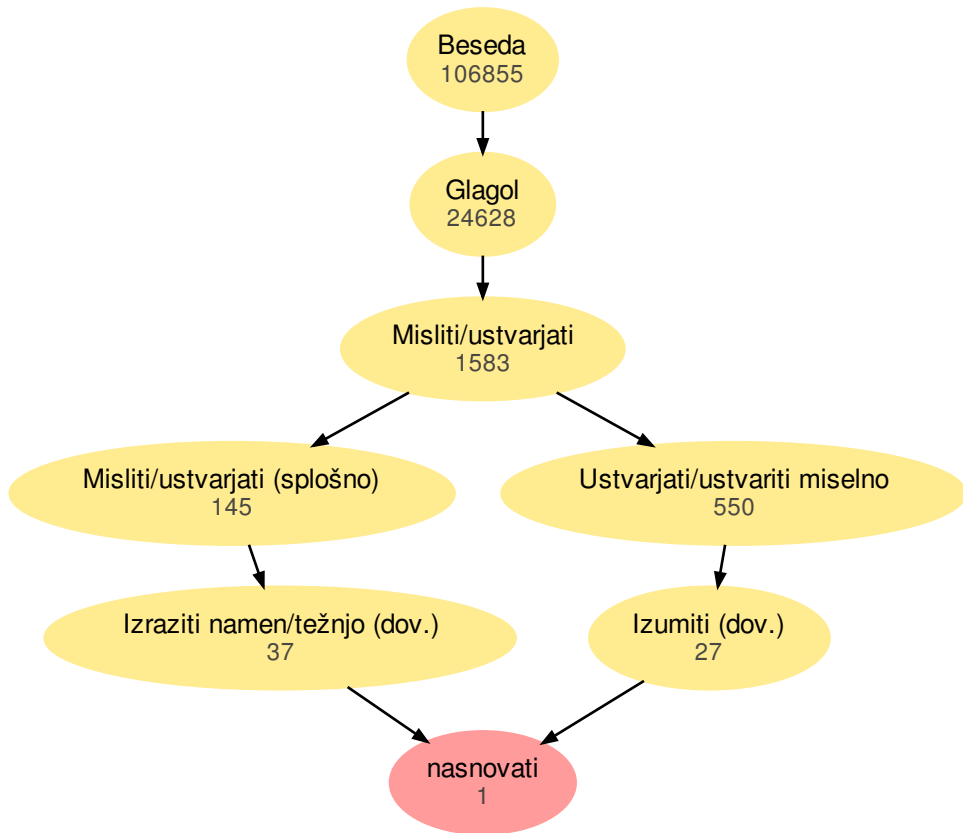 Beseda
106855
Glagol
24628
Misliti/ustvarjati
1583
Misliti/ustvarjati (splošno)
145
Ustvarjati/ustvariti miselno
550
Izraziti namen/težnjo (dov.)
37
Izumiti (dov.)
27
nasnovati
1